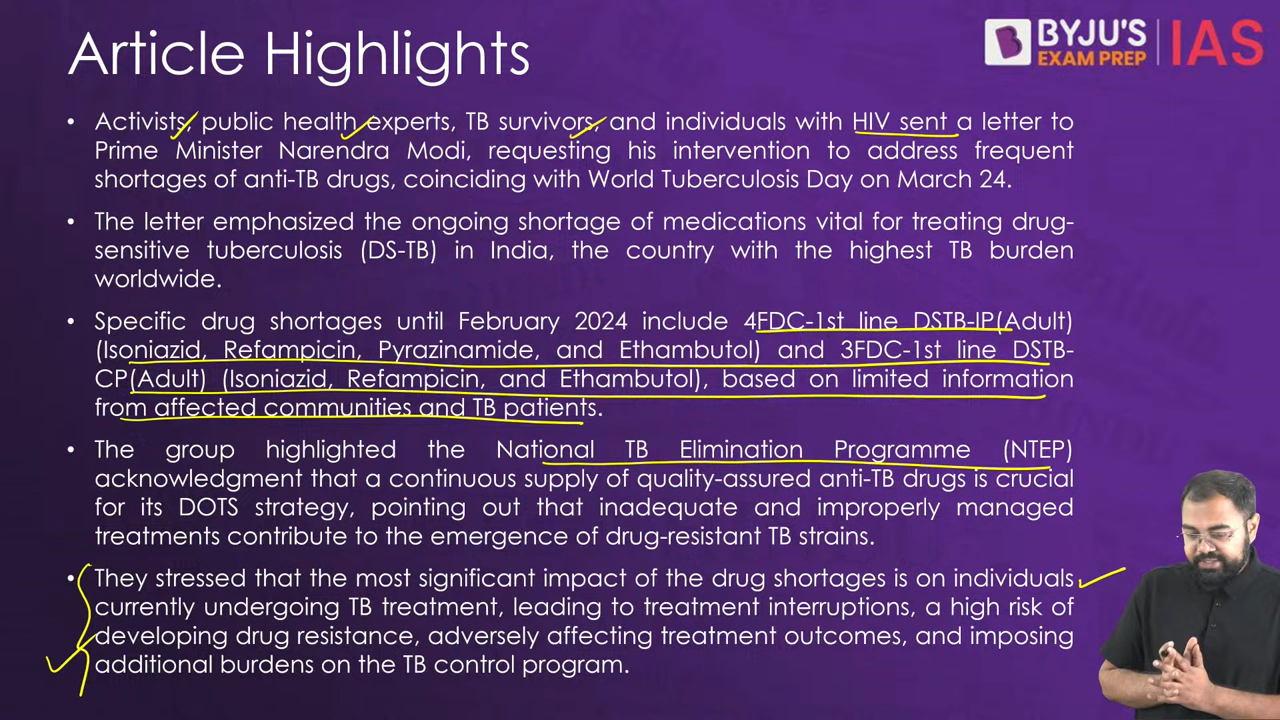 Article Highlights
BYJU'S
EXAM PREP
IAS
• Activists, public health experts, TB survivors, and individuals with HIV sent a letter to
Prime Minister Narendra Modi, requesting his intervention to address frequent
shortages of anti-TB drugs, coinciding with World Tuberculosis Day on March 24.
• The letter emphasized the ongoing shortage of medications vital for treating drug-
sensitive tuberculosis (DS-TB) in India, the country with the highest TB burden
worldwide.
• Specific drug shortages until February 2024 include 4FDC-1st line DSTB-IP(Adult)
(Isoniazid, Refampicin, Pyrazinamide, and Ethambutol) and 3FDC-1st line DSTB-
CP(Adult) (Isoniazid, Refampicin, and Ethambutol), based on limited information
from affected communities and TB patients.
• The group highlighted the National TB Elimination Programme (NTEP)
acknowledgment that a continuous supply of quality-assured anti-TB drugs is crucial
for its DOTS strategy, pointing out that inadequate and improperly managed
treatments contribute to the emergence of drug-resistant TB strains.
• They stressed that the most significant impact of the drug shortages is on individuals
currently undergoing TB treatment, leading to treatment interruptions, a high risk of
developing drug resistance, adversely affecting treatment outcomes, and imposing
additional burdens on the TB control program.